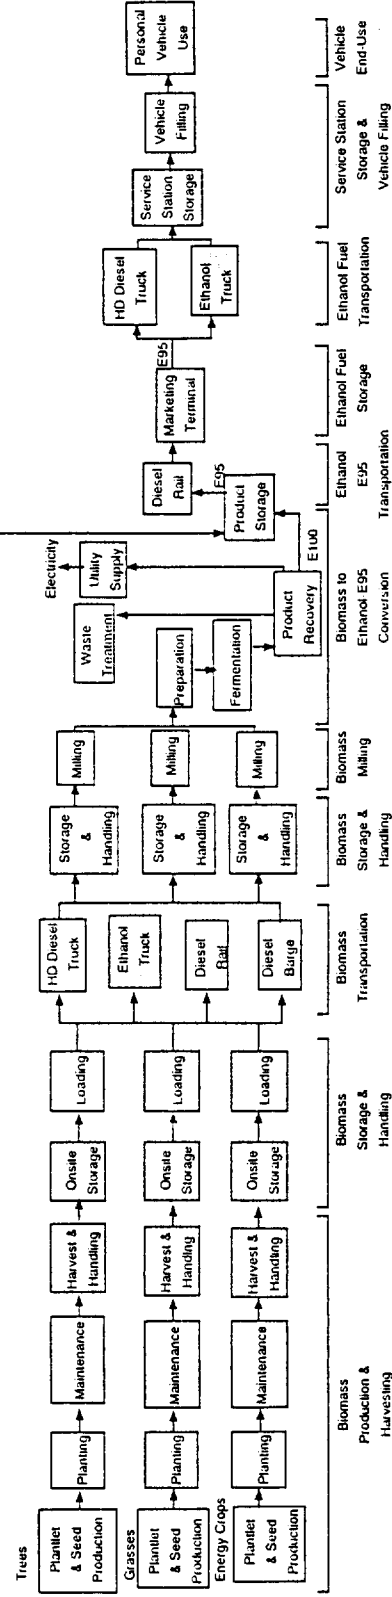 Trees
Plantlet
& Seed
Production
Planting
Maintenance
Harvest &
Handling
Onsite
Storage
Loading
Grasses
Plantlet
& Seed
Production
Planting
Maintenance
Harvest &
Handling
Onsite
Storage
Loading
Energy Crops
Plantlet
& Seed
Production
Planting
Maintenance
Harvest &
Handling
Onsite
Storage
Loading
HD Diesel
Truck
Ethanol
Truck
Diesel
Rail
Diesel
Barge
Storage
&
Handling
Storage
&
Handling
Storage
&
Handling
Milling
Milling
Milling
Preparation
Fermentation
Product
Recovery
Waste
Treatment
Utility
Supply
Electricity
E100
Product
Storage
E95
Diesel
Rail
Marketing
Terminal
E95
HD Diesel
Truck
Ethanol
Truck
Service
Station
Storage
Vehicle
Filling
Personal
Vehicle
Use
Biomass
Production &
Harvesting
Biomass
Storage &
Handling
Biomass
Transportation
Biomass
Storage &
Handling
Biomass
Milling
Biomass to
Ethanol-E95
Conversion
Ethanol
E95
Transportation
Ethanol Fuel
Storage
Ethanol Fuel
Transportation
Service Station
Storage &
Vehicle Filling
Vehicle
End-Use